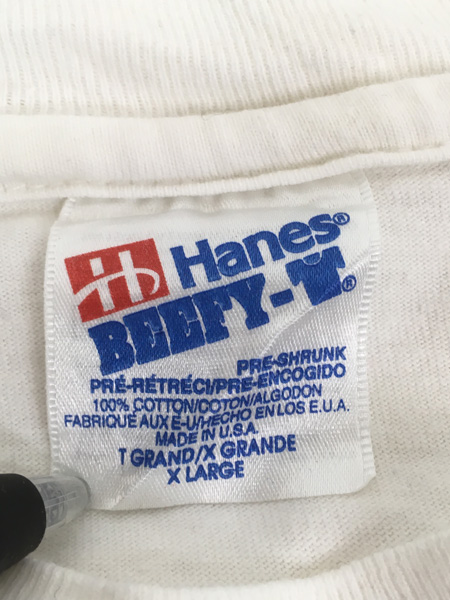 H Hanes®
BEEFY-T®
PRE-SHRUNK
PRÉ-RÉTRÉCI/PRE-ENCOGIDO
100% COTTON/COTON/ALGODON
FABRIQUÉ AUX E-U/HECHO EN LOS E.U.A.
MADE IN U.S.A.
T GRAND/X GRANDE
X LARGE